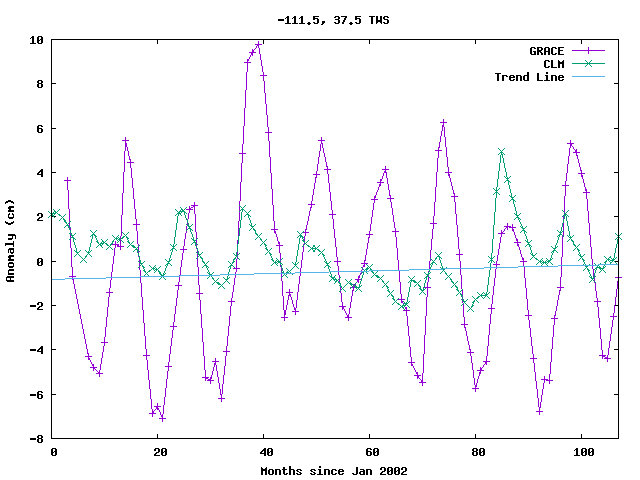 -111.5, 37.5 TWS
GRACE
CLM
Trend Line
Anomaly (cm)
10
8
6
4
2
0
-2
-4
-6
-8
0 20 40 60 80 100
Months since Jan 2002